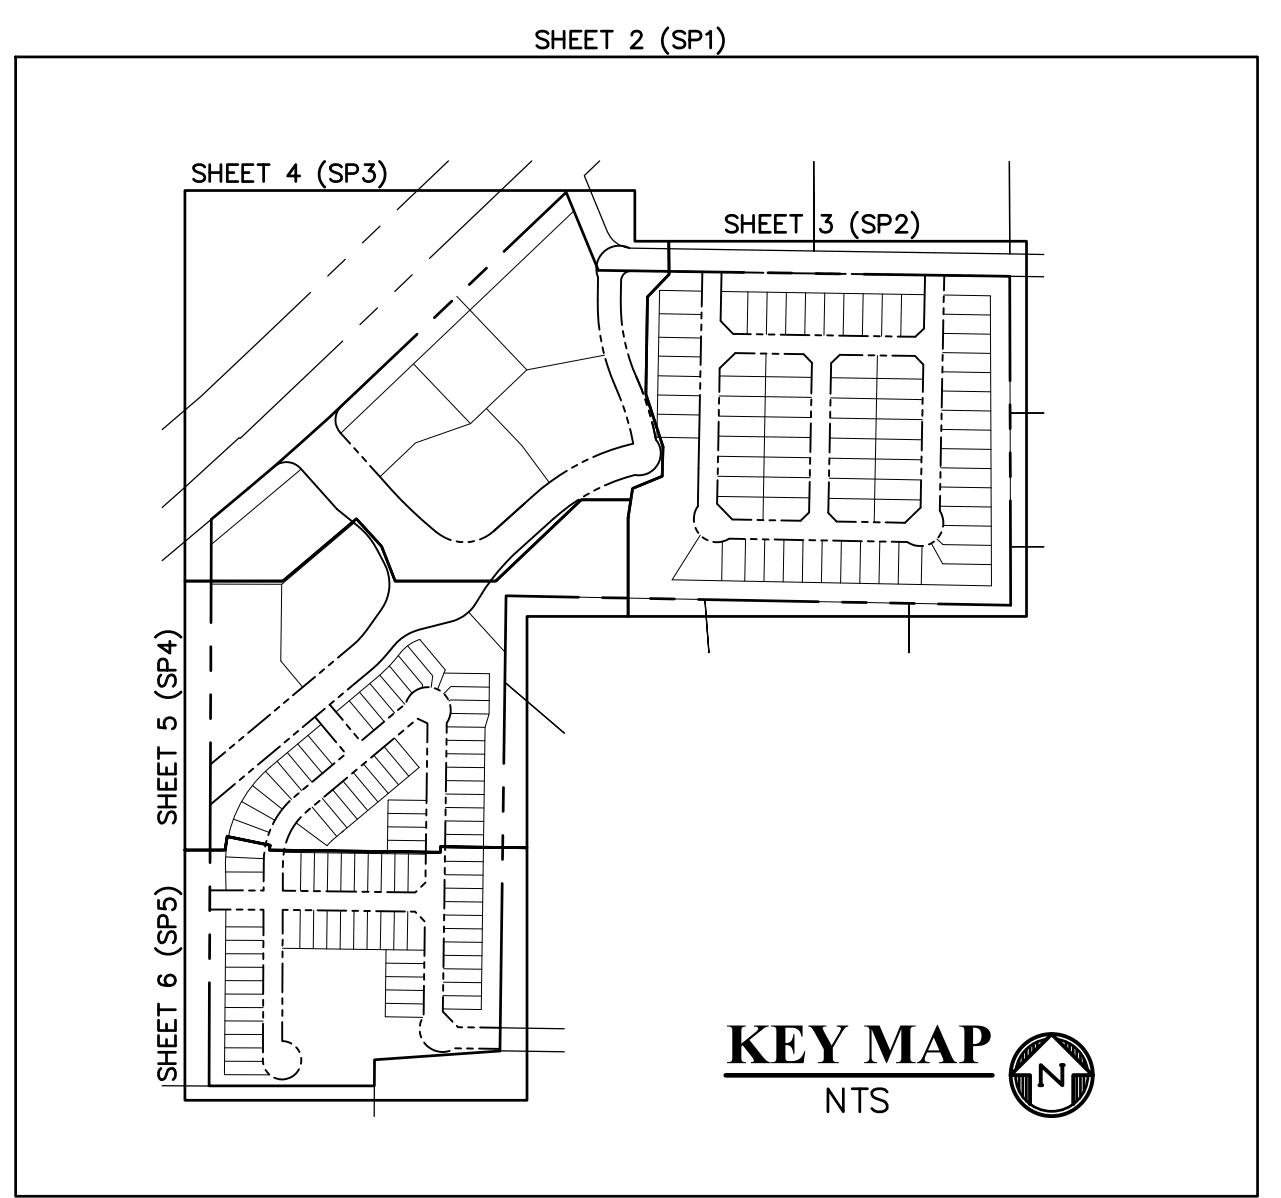 SHEET 2 (SP1)
SHEET 4 (SP3)
SHEET 3 (SP2)
SHEET 5 (SP4)
SHEET 6 (SP5)
KEY MAP
NTS
N